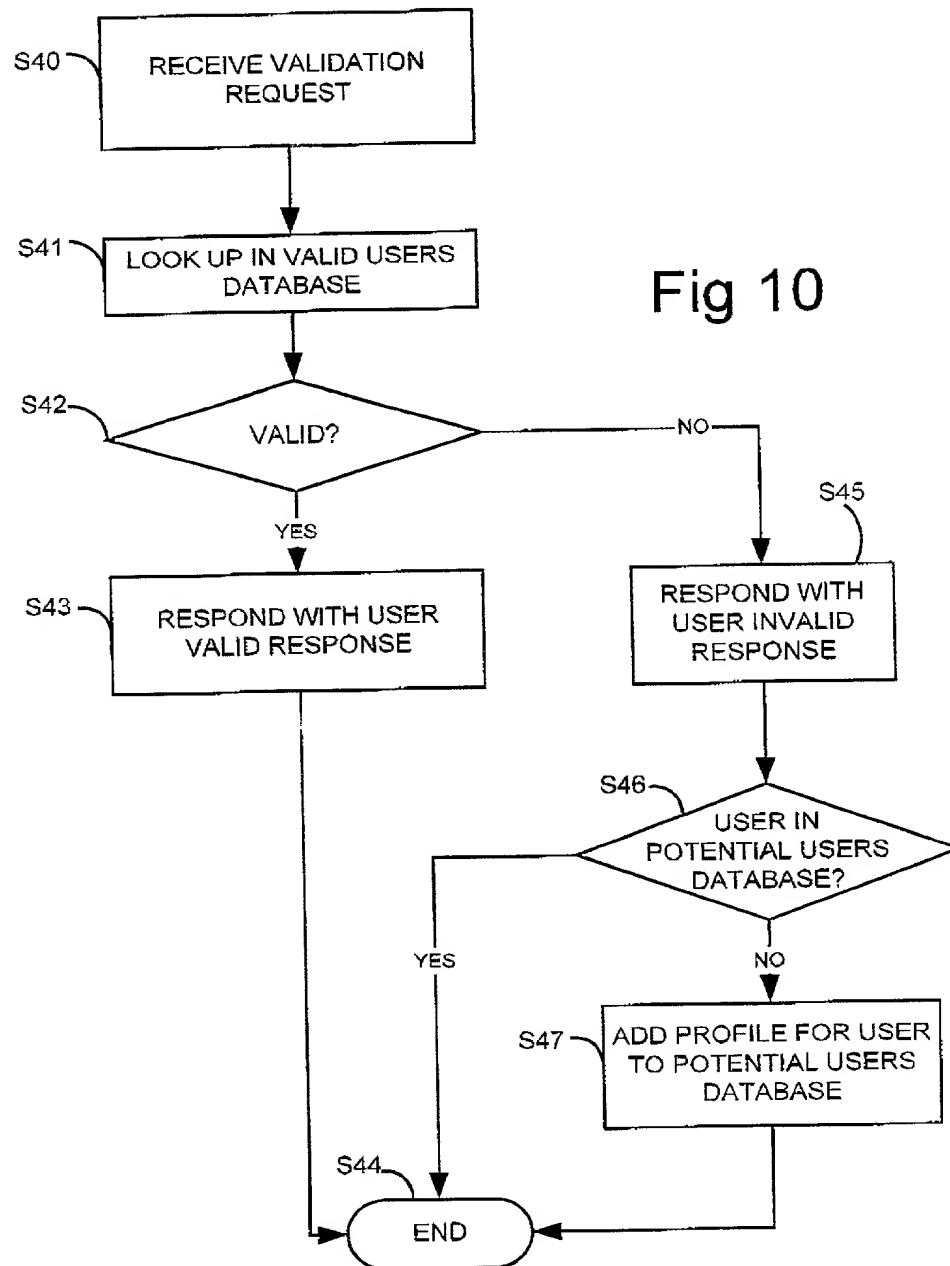 S40
RECEIVE VALIDATION
REQUEST
S41
LOOK UP IN VALID USERS
DATABASE
Fig 10
S42
VALID?
NO
YES
S45
S43
RESPOND WITH USER
VALID RESPONSE
RESPOND WITH
USER INVALID
RESPONSE
S46
USER IN
POTENTIAL USERS
DATABASE?
YES
NO
S47
ADD PROFILE FOR USER
TO POTENTIAL USERS
DATABASE
S44
END